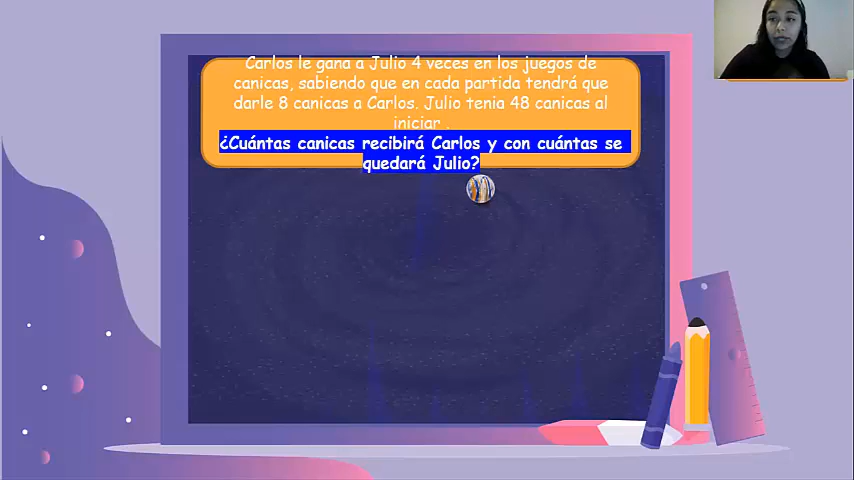 Carlos le gana a Julio 4 veces en los juegos de
canicas, sabiendo que en cada partida tendrá que
darle 8 canicas a Carlos. Julio tenia 48 canicas al
iniciar .
¿Cuántas canicas recibirá Carlos y con cuántas se
quedará Julio?